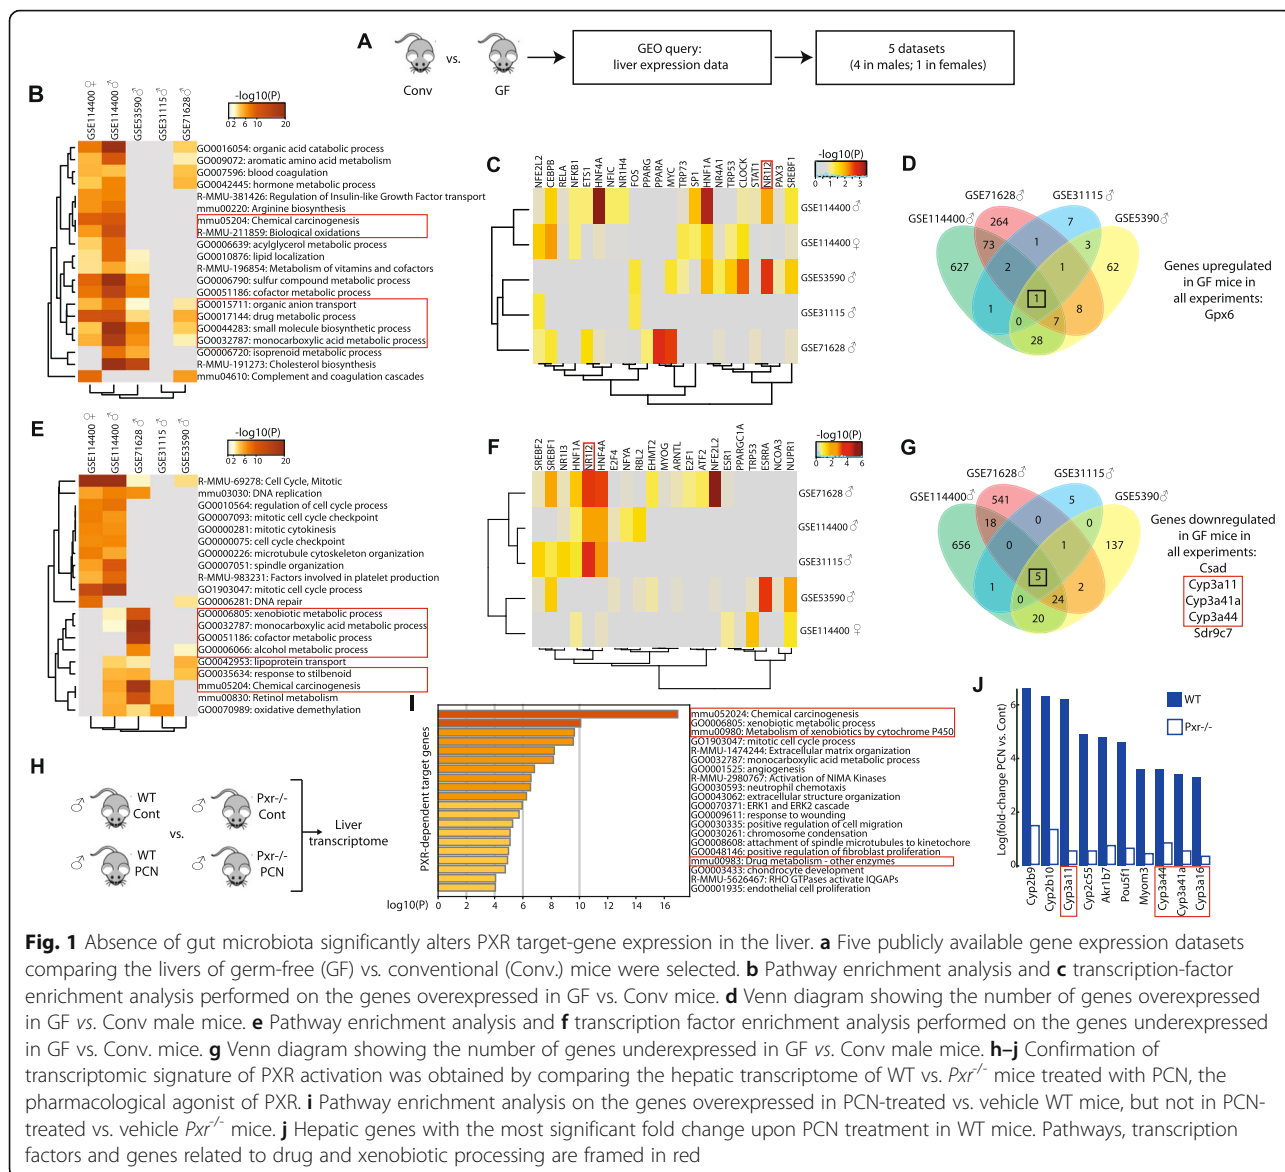 A
Conv
vs.
GF
GEO query:
liver expression data
5 datasets
(4 in males; 1 in females)
B
GSE114400 ♀
GSE114400 ♂
GSE53590 ♂
GSE31115 ♂
GSE71628 ♂
-log10(P)
0 2 6 10 20
GO0016054: organic acid catabolic process
GO009072: aromatic amino acid metabolism
GO007596: blood coagulation
GO0042445: hormone metabolic process
R-MMU-381426: Regulation of Insulin-like Growth Factor transport
mmu00220: Arginine biosynthesis
mmu05204: Chemical carcinogenesis
R-MMU-211859: Biological oxidations
GO0006639: acylglycerol metabolic process
GO0010876: lipid localization
R-MMU-196854: Metabolism of vitamins and cofactors
GO0006790: sulfur compound metabolic process
GO0051186: cofactor metabolic process
GO0015711: organic anion transport
GO0017144: drug metabolic process
GO0044283: small molecule biosynthetic process
GO0032787: monocarboxylic acid metabolic process
GO0006720: isoprenoid metabolic process
R-MMU-191273: Cholesterol biosynthesis
mmu04610: Complement and coagulation cascades
C
NFE2L2
CEBPB
RELA
NFKB1
ETS1
HNF4A
NFIC
NR1H4
FOS
PPARG
PPARA
MYC
TRP73
SP1
HNF1A
NR4A1
TRP53
CLOCK
STAT1
NR1I2
PAX3
SREBF1
-log10(P)
0 1 2 3
GSE114400 ♂
GSE114400 ♀
GSE53590 ♂
GSE31115 ♂
GSE71628 ♂
D
GSE71628 ♂
GSE31115 ♂
GSE114400 ♂
GSE5390 ♂
264
7
73
1
3
627
2
1
62
1
1
8
0
7
28
Genes upregulated
in GF mice in
all experiments:
Gpx6
E
GSE114400 ♀
GSE114400 ♂
GSE71628 ♂
GSE31115 ♂
GSE53590 ♂
-log10(P)
0 2 6 10 20
R-MMU-69278: Cell Cycle, Mitotic
mmu03030: DNA replication
GO0010564: regulation of cell cycle process
GO0007093: mitotic cell cycle checkpoint
GO0000281: mitotic cytokinesis
GO0000075: cell cycle checkpoint
GO0000226: microtubule cytoskeleton organization
GO0007051: spindle organization
R-MMU-983231: Factors involved in platelet production
GO1903047: mitotic cell cycle process
GO0006281: DNA repair
GO0006805: xenobiotic metabolic process
GO0032787: monocarboxylic acid metabolic process
GO0051186: cofactor metabolic process
GO0006066: alcohol metabolic process
GO0042953: lipoprotein transport
GO0035634: response to stilbenoid
mmu05204: Chemical carcinogenesis
mmu00830: Retinol metabolism
GO0070989: oxidative demethylation
F
SREBF2
SREBF1
NR1I3
HNF1A
NR1I2
HNF4A
E2F4
NFYA
RBL2
EHMT2
MYOG
ARNTL
E2F1
ATF2
NFE2L2
ESR1
PPARGC1A
TRP53
ESRRA
NCOA3
NUPR1
-log10(P)
0 2 4 6
GSE71628 ♂
GSE114400 ♂
GSE31115 ♂
GSE53590 ♂
GSE114400 ♀
G
GSE71628 ♂
GSE31115 ♂
GSE114400 ♂
GSE5390 ♂
541
5
18
0
0
656
0
1
137
1
5
2
0
24
20
Genes downregulated
in GF mice in
all experiments:
Csad
Cyp3a11
Cyp3a41a
Cyp3a44
Sdr9c7
H
♂
WT
Cont
vs.
♂
Pxr-/-
Cont
♂
WT
PCN
♂
Pxr-/-
PCN
Liver
transcriptome
I
PXR-dependent target genes
log10(P)
0 2 4 6 8 10 12 14 16
mmu052024: Chemical carcinogenesis
GO0006805: xenobiotic metabolic process
mmu00980: Metabolism of xenobiotics by cytochrome P450
GO1903047: mitotic cell cycle process
R-MMU-1474244: Extracellular matrix organization
GO0032787: monocarboxylic acid metabolic process
GO0001525: angiogenesis
R-MMU-2980767: Activation of NIMA Kinases
GO0030593: neutrophil chemotaxis
GO0043062: extracellular structure organization
GO0070371: ERK1 and ERK2 cascade
GO0009611: response to wounding
GO0030335: positive regulation of cell migration
GO0030261: chromosome condensation
GO0008608: attachment of spindle microtubules to kinetochore
GO0048146: positive regulation of fibroblast proliferation
mmu00983: Drug metabolism - other enzymes
GO0003433: chondrocyte development
R-MMU-5626467: RHO GTPases activate IQGAPs
GO0001935: endothelial cell proliferation
J
Log(fold-change PCN vs. Cont)
6
4
2
0
WT
Pxr-/-
Cyp2b9
Cyp2b10
Cyp3a11
Cyp2c55
Akr1b7
Pou5f1
Myom3
Cyp3a44
Cyp3a41a
Cyp3a16
Fig. 1 Absence of gut microbiota significantly alters PXR target-gene expression in the liver. a Five publicly available gene expression datasets
comparing the livers of germ-free (GF) vs. conventional (Conv.) mice were selected. b Pathway enrichment analysis and c transcription-factor
enrichment analysis performed on the genes overexpressed in GF vs. Conv mice. d Venn diagram showing the number of genes overexpressed
in GF vs. Conv male mice. e Pathway enrichment analysis and f transcription factor enrichment analysis performed on the genes underexpressed
in GF vs. Conv. mice. g Venn diagram showing the number of genes underexpressed in GF vs. Conv male mice. h–j Confirmation of
transcriptomic signature of PXR activation was obtained by comparing the hepatic transcriptome of WT vs. Pxr-/- mice treated with PCN, the
pharmacological agonist of PXR. i Pathway enrichment analysis on the genes overexpressed in PCN-treated vs. vehicle WT mice, but not in PCN-
treated vs. vehicle Pxr-/- mice. j Hepatic genes with the most significant fold change upon PCN treatment in WT mice. Pathways, transcription
factors and genes related to drug and xenobiotic processing are framed in red